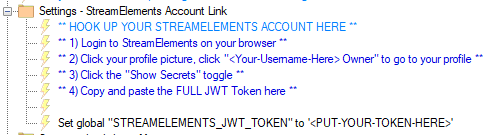 Settings - StreamElements Account Link
** HOOK UP YOUR STREAMELEMENTS ACCOUNT HERE **
** 1) Login to StreamElements on your browser **
** 2) Click your profile picture, click "<Your-Username-Here> Owner" to go to your profile **
** 3) Click the "Show Secrets" toggle **
** 4) Copy and paste the FULL JWT Token here **
Set global "STREAMELEMENTS_JWT_TOKEN" to '<PUT-YOUR-TOKEN-HERE>'